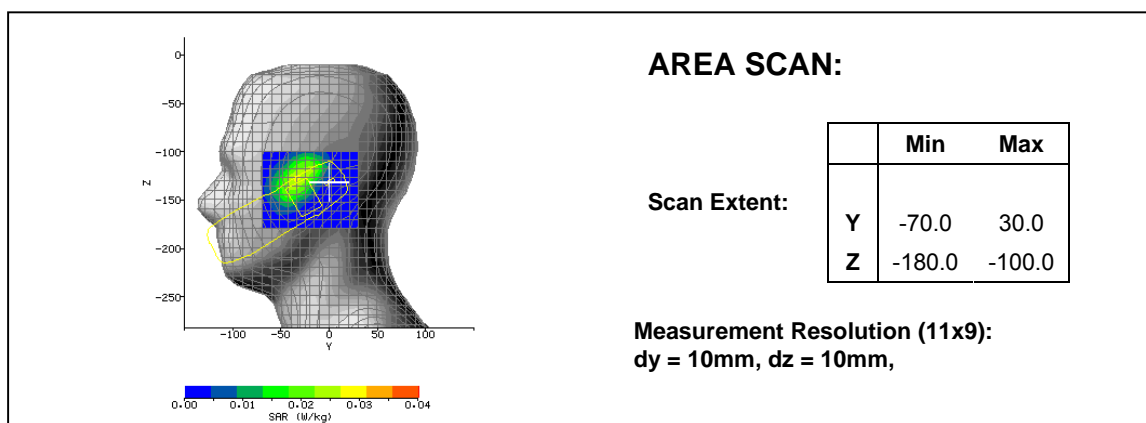 AREA SCAN:
Scan Extent:
Min Max
Y -70.0 30.0
Z -180.0 -100.0
Measurement Resolution (11x9):
dy = 10mm, dz = 10mm,
0
-50
-100
-150
-200
-250
Z
-100 -50 0 50 100
Y
0.00 0.01 0.02 0.03 0.04
SAR (W/kg)